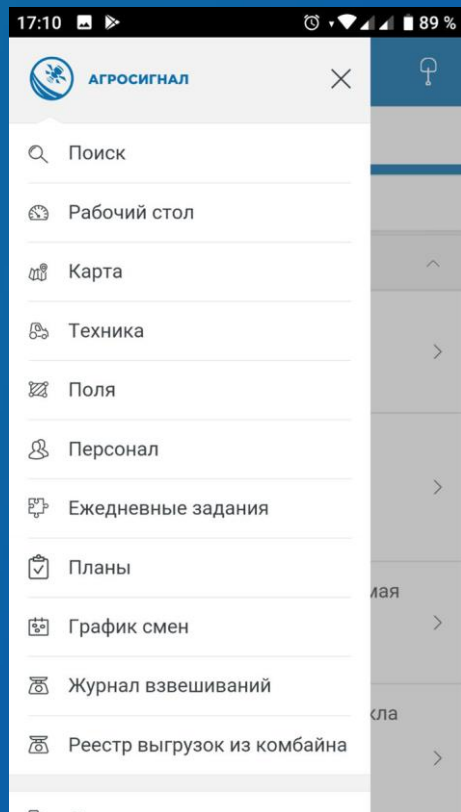 17:10 89 %
АГРОСИГНАЛ
Поиск
Рабочий стол
Карта
Техника
Поля
Персонал
Ежедневные задания
Планы
График смен
Журнал взвешиваний
Реестр выгрузок из комбайна